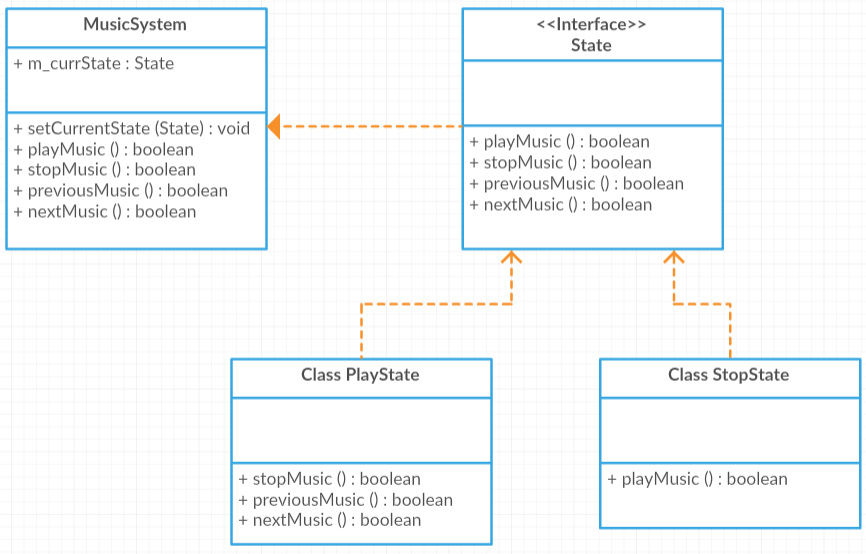 MusicSystem
+ m_currState : State
+ setCurrentState (State) : void
+ playMusic () : boolean
+ stopMusic () : boolean
+ previousMusic () : boolean
+ nextMusic () : boolean
<<Interface>>
State
+ playMusic () : boolean
+ stopMusic () : boolean
+ previousMusic () : boolean
+ nextMusic () : boolean
Class PlayState
+ stopMusic () : boolean
+ previousMusic () : boolean
+ nextMusic () : boolean
Class StopState
+ playMusic () : boolean